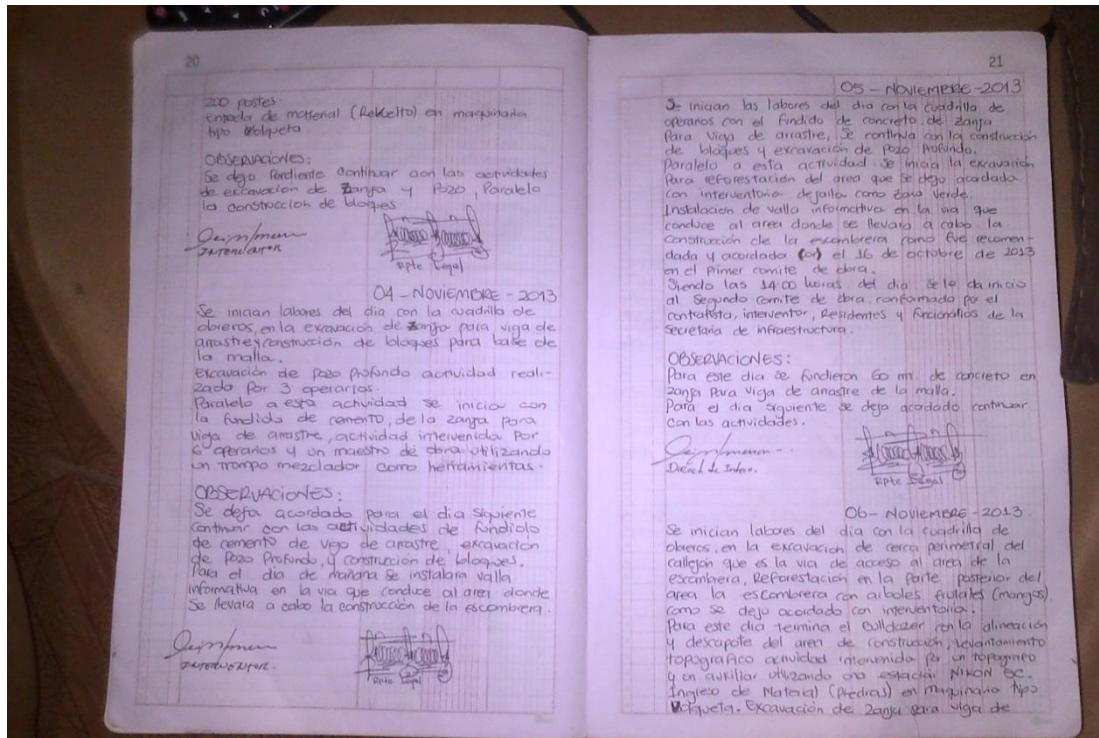 20
200 postes.
entrada de material (Rekelto) en maquinaria
tipo Volqueta
OBSERVACIONES:
Se dejo Pendiente continuar con las actividades
de excavacion de Zanja y Pozo, Paralelo
la construccion de bloques
INTERVENTOR
Rpte Legal
04 - NOVIEMBRE - 2013
Se inician labores del dia con la cuadrilla de
obreros, en la excavación de Zanja para viga de
arrastre y construcción de bloques para base de
la malla.
Excavación de Pozo Profundo actividad reali-
zada Por 3 operarios.
Paralelo a esta actividad se inicia con
la fundida de cemento, de la zanja para
viga de arrastre, actividad intervenida Por
6 operarios y un maestro de obra utilizando
un trompo mezclador como herramientas.
OBSERVACIONES:
Se deja acordado para el dia siguiente
continuar con las actividades de fundido
de cemento de viga de arrastre, excavación
de Pozo Profundo, y construcción de bloques.
Para el dia de mañana se instalara valla
informativa en la via que conduce al area donde
se llevara a cabo la construcción de la escombrera.
INTERVENTOR.
Rpte Legal
21
05 - NOVIEMBRE - 2013
Se inician las labores del dia con la cuadrilla de
operarios con el fundido de concreto de zanja
Para viga de arrastre, Se continua con la construcción
de bloques y excavación de Pozo Profundo.
Paralelo a esta actividad se inicia la excavación
Para reforestación del area que se dejo acordada
con interventoria dejarla como zona verde.
Instalacion de valla informativa en la via que
conduce al area donde se llevara a cabo la
construcción de la escombrera como fue recomen-
dada y acordada el 16 de octubre de 2013
en el Primer comite de obra.
Siendo las 14:00 horas del dia se le da inicio
al Segundo comite de obra conformado por el
contratista, interventor, Residentes y funcionarios de la
secretaria de infraestructura.
OBSERVACIONES:
Para este dia se fundieron 60 ml. de concreto en
zanja Para viga de arrastre de la malla.
Para el dia siguiente se dejo acordado continuar
con las actividades.
Rpte Legal
06 - NOVIEMBRE - 2013.
Se inician labores del dia con la cuadrilla de
obreros, en la excavacion de cerca perimetral del
callejon que es la via de acceso al area de la
escombrera, Reforestación en la Parte posterior del
area la escombrera con arboles frutales (mangos)
como se dejo acordado con interventoria.
Para este dia termina el Bulldozer con la alineación
y descapote del area de construcción, levantamiento
topografico actividad intervenida por un topografo
y un auxiliar utilizando una estación NIKON
Ingreso de Material (Piedras) en maquinaria tipo
Volqueta. Excavación de zanja para viga de